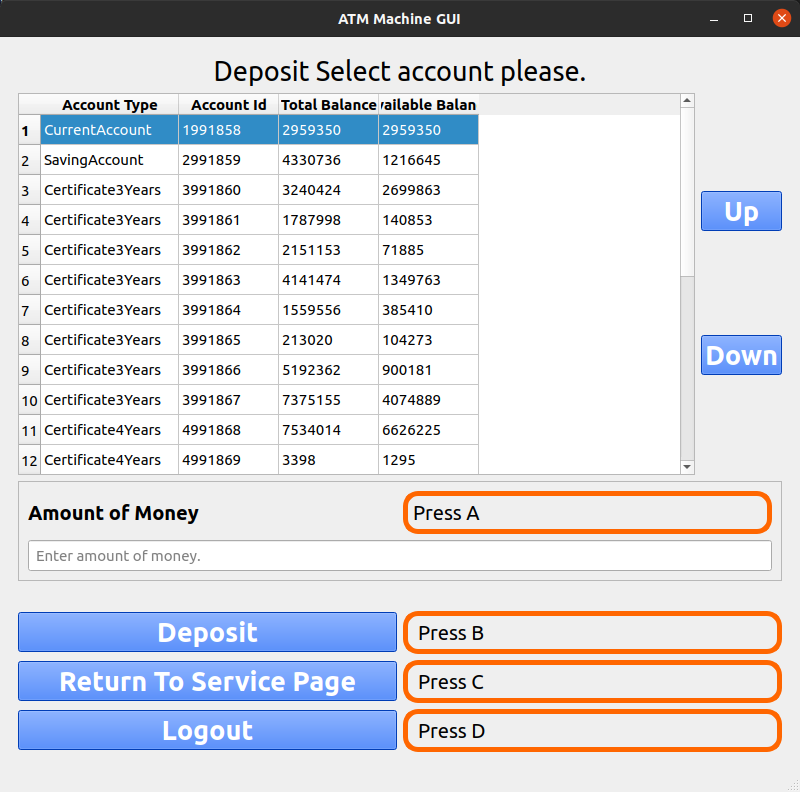 ATM Machine GUI
Deposit Select account please.
Account Type Account Id Total Balance vailable Balan
1 CurrentAccount 1991858 2959350 2959350
2 SavingAccount 2991859 4330736 1216645
3 Certificate3Years 3991860 3240424 2699863
4 Certificate3Years 3991861 1787998 140853
5 Certificate3Years 3991862 2151153 71885
6 Certificate3Years 3991863 4141474 1349763
7 Certificate3Years 3991864 1559556 385410
8 Certificate3Years 3991865 213020 104273
9 Certificate3Years 3991866 5192362 900181
10 Certificate3Years 3991867 7375155 4074889
11 Certificate4Years 4991868 7534014 6626225
12 Certificate4Years 4991869 3398 1295
Up
Down
Amount of Money Press A
Enter amount of money.
Deposit Press B
Return To Service Page Press C
Logout Press D